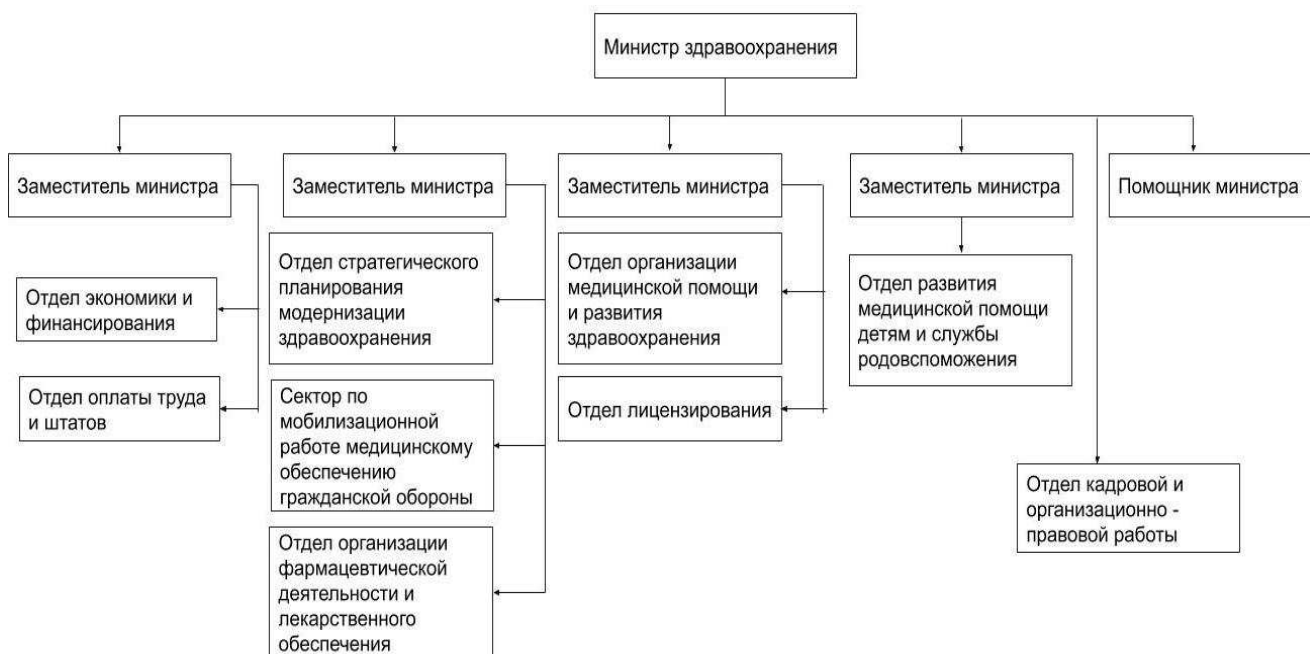 Министр здравоохранения
Заместитель министра
Заместитель министра
Заместитель министра
Заместитель министра
Помощник министра
Отдел экономики и
финансирования
Отдел оплаты труда
и штатов
Отдел стратегического
планирования
модернизации
здравоохранения
Сектор по
мобилизационной
работе медицинскому
обеспечению
гражданской обороны
Отдел организации
фармацевтической
деятельности и
лекарственного
обеспечения
Отдел организации
медицинской помощи
и развития
здравоохранения
Отдел лицензирования
Отдел развития
медицинской помощи
детям и службы
родовспоможения
Отдел кадровой и
организационно -
правовой работы